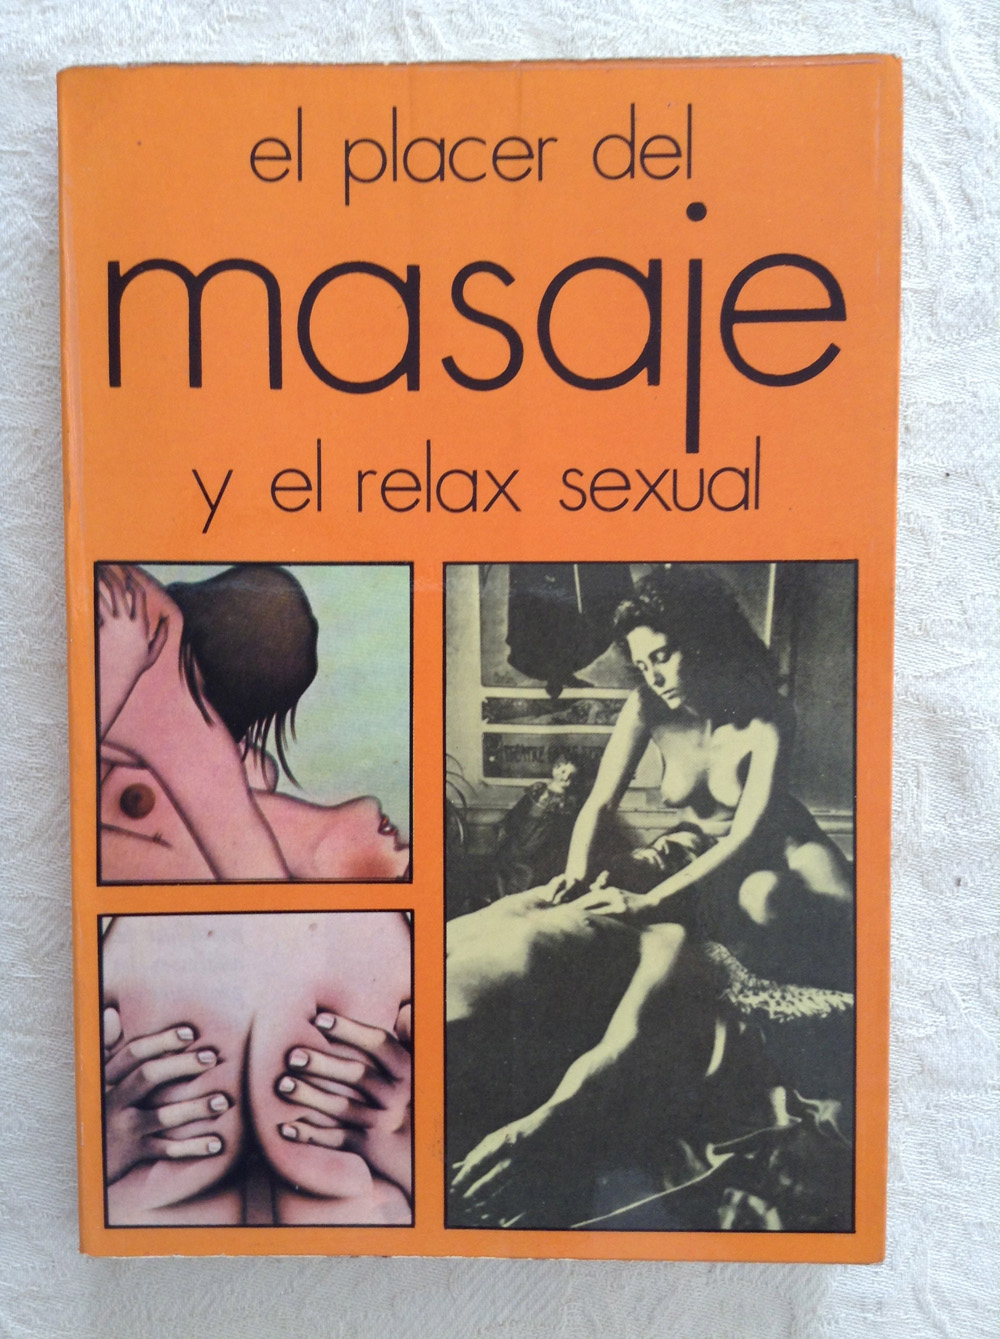 el placer del
masaje
y el relax sexual